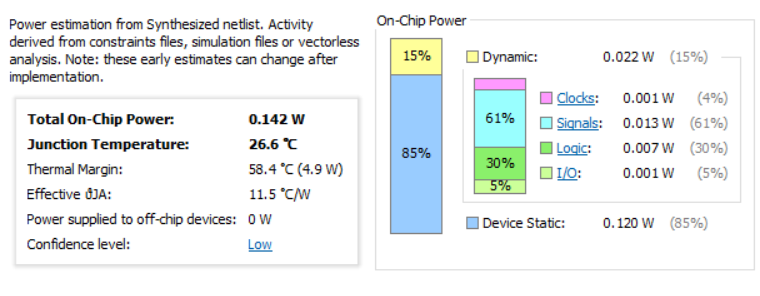 Power estimation from Synthesized netlist. Activity
derived from constraints files, simulation files or vectorless
analysis. Note: these early estimates can change after
implementation.
Total On-Chip Power: 0.142 W
Junction Temperature: 26.6 °C
Thermal Margin: 58.4 °C (4.9 W)
Effective ϑJA: 11.5 °C/W
Power supplied to off-chip devices: 0 W
Confidence level: Low
On-Chip Power
15%
85%
Dynamic: 0.022 W (15%)
61%
30%
5%
Clocks: 0.001 W (4%)
Signals: 0.013 W (61%)
Logic: 0.007 W (30%)
I/O: 0.001 W (5%)
Device Static: 0.120 W (85%)